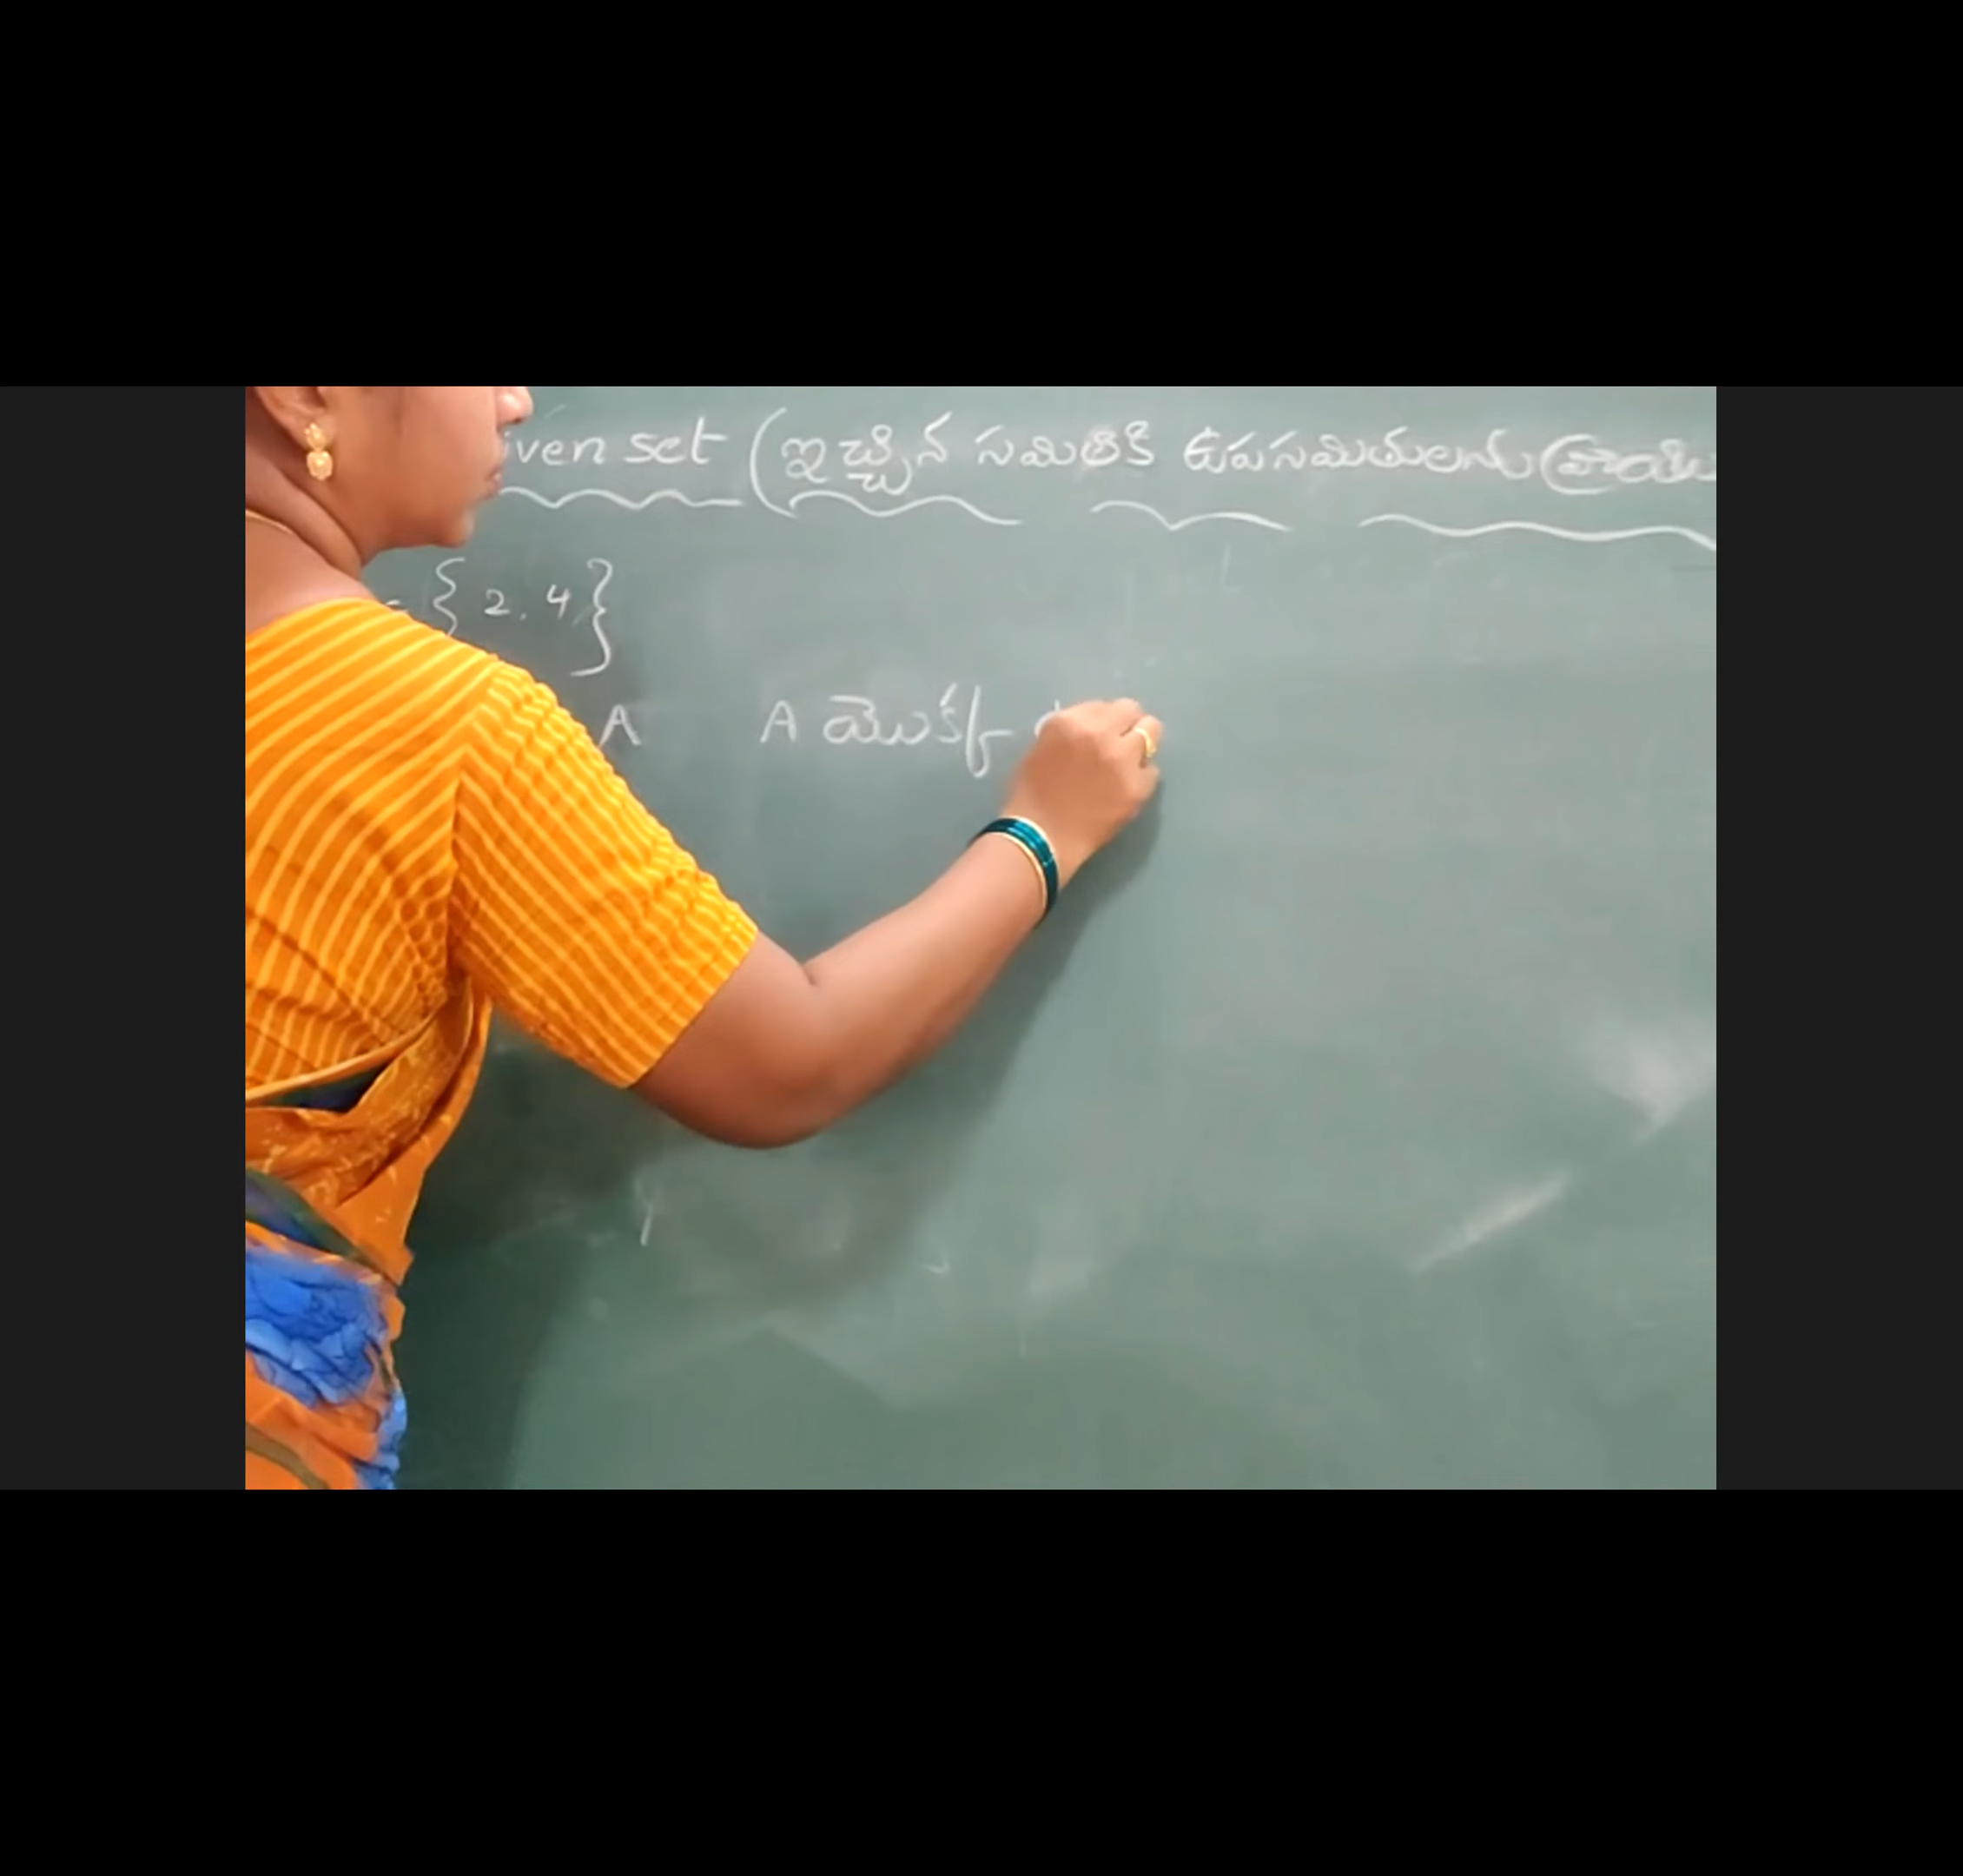 iven set (ఇచ్చిన సమితికి ఉపసమితులను వ్రాయు
= { 2, 4 }
A A యొక్క